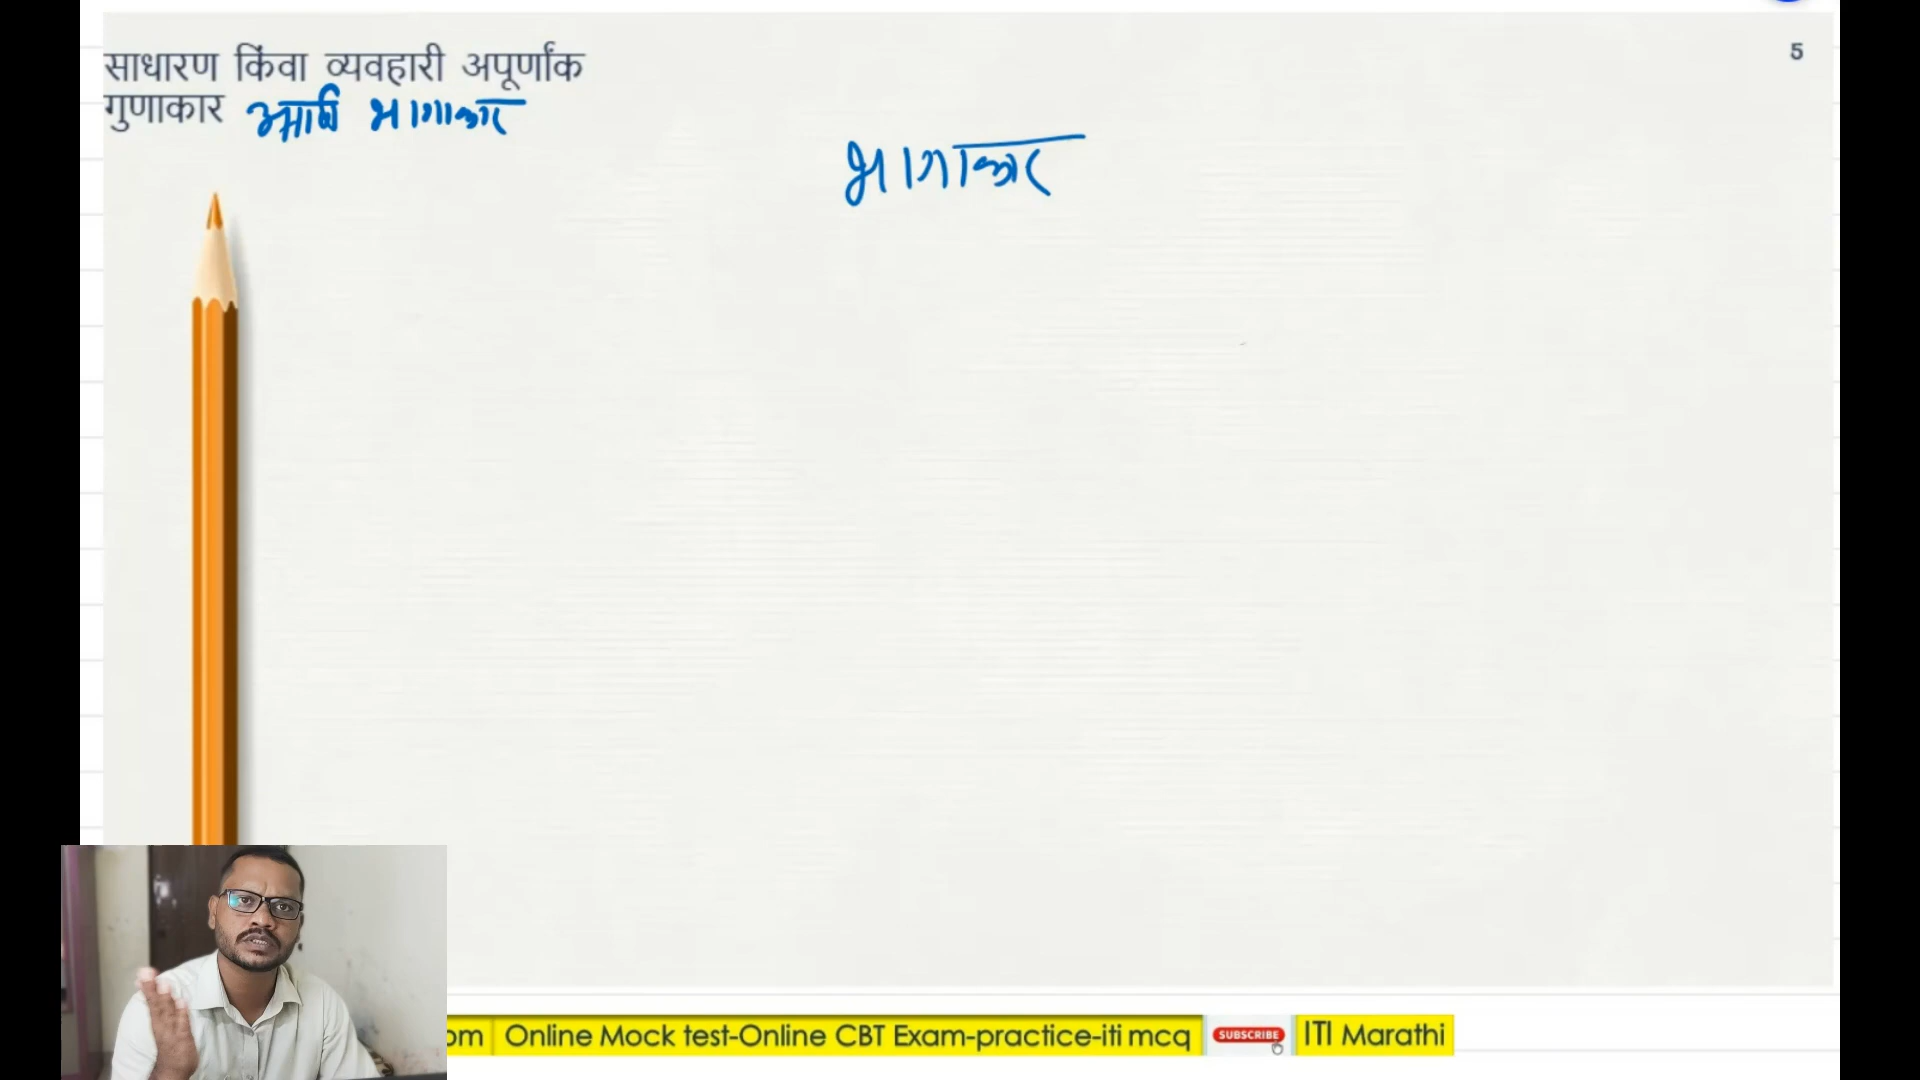 साधारण किंवा व्यवहारी अपूर्णांक
5
गुणाकार आणि भागाकार
भागाकार
om Online Mock test-Online CBT Exam-practice-iti mcq SUBSCRIBE ITI Marathi